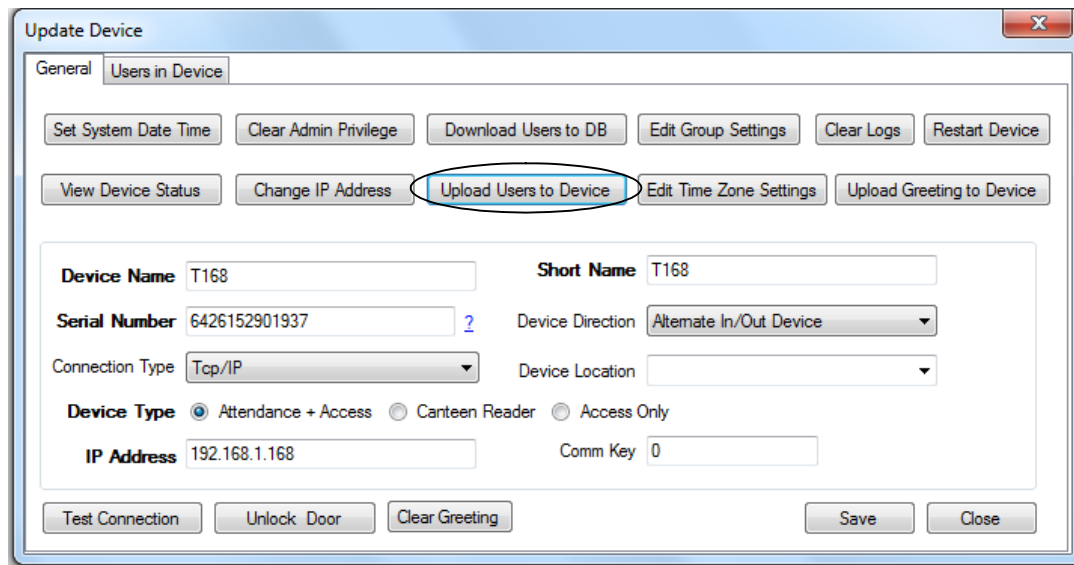 Update Device
General Users in Device
Set System Date Time Clear Admin Privilege Download Users to DB Edit Group Settings Clear Logs Restart Device
View Device Status Change IP Address Upload Users to Device Edit Time Zone Settings Upload Greeting to Device
Device Name T168 Short Name T168
Serial Number 6426152901937 ? Device Direction Alternate In/Out Device
Connection Type Tcp/IP Device Location
Device Type Attendance + Access Canteen Reader Access Only
IP Address 192.168.1.168 Comm Key 0
Test Connection Unlock Door Clear Greeting Save Close